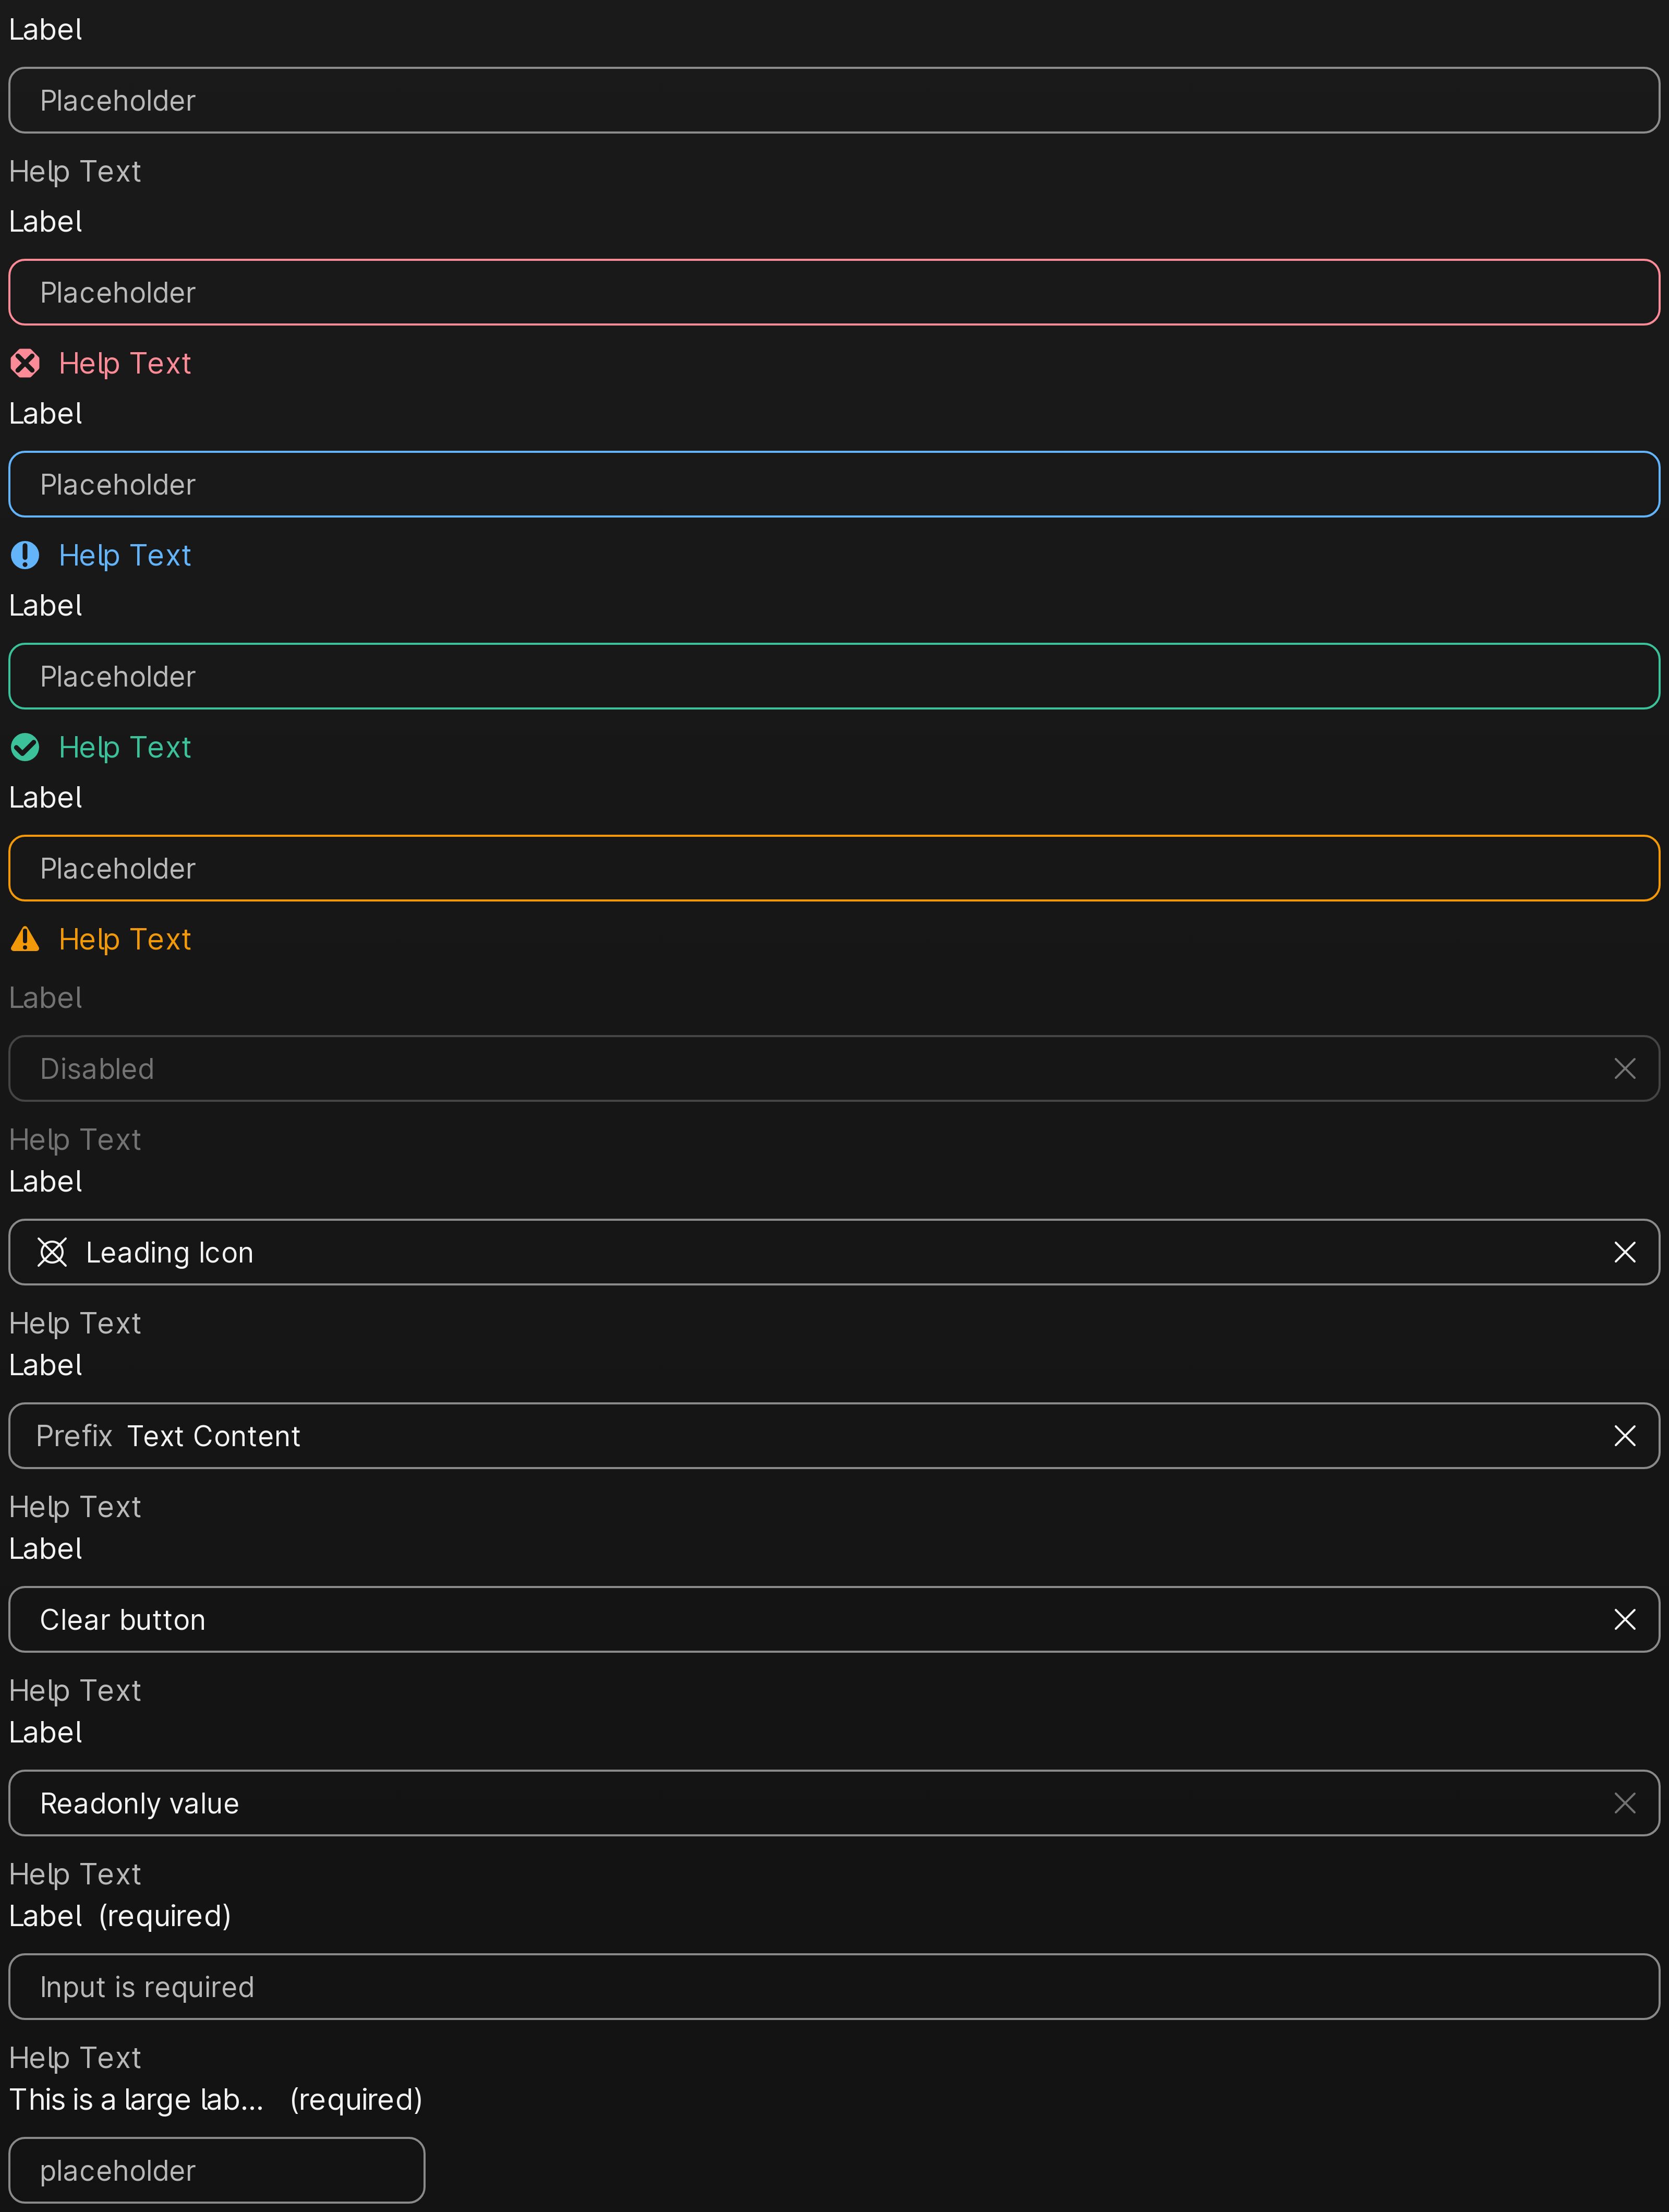 Label
Placeholder
Help Text
Label
Placeholder
Help Text
Label
Placeholder
Help Text
Label
Placeholder
Help Text
Label
Placeholder
Help Text
Label
Disabled
Help Text
Label
Leading Icon
Help Text
Label
Prefix Text Content
Help Text
Label
Clear button
Help Text
Label
Readonly value
Help Text
Label (required)
Input is required
Help Text
This is a large lab... (required)
placeholder